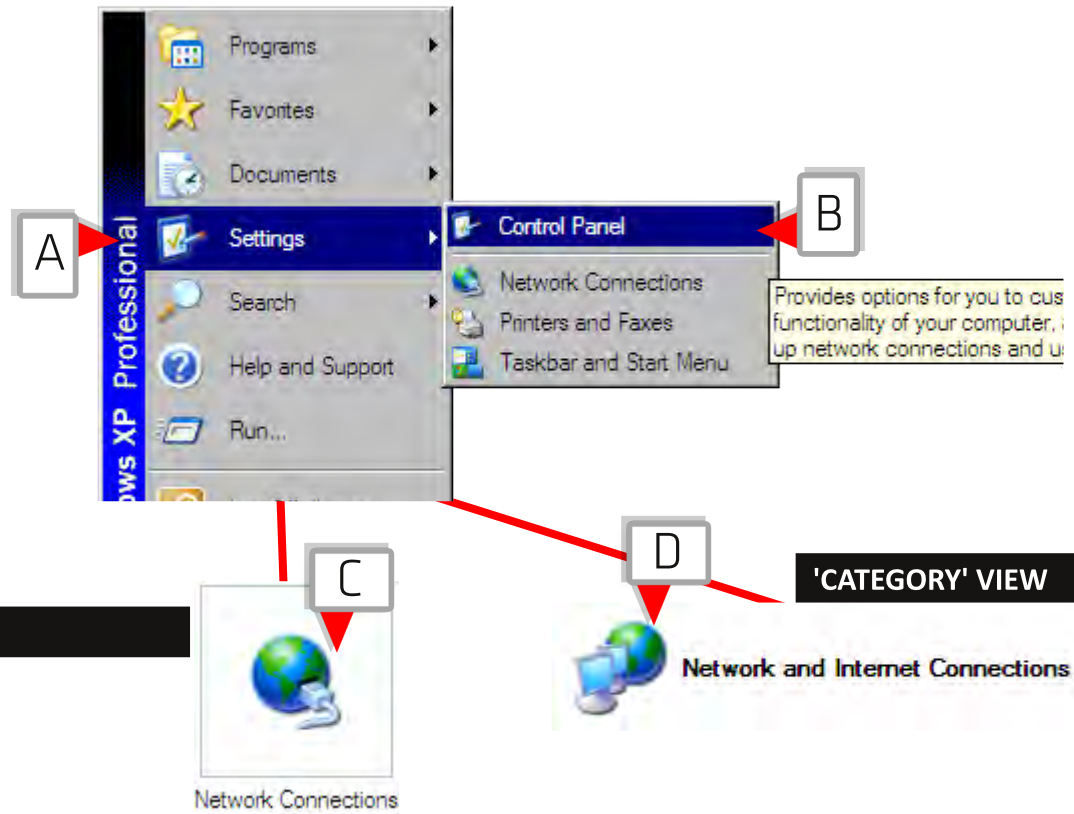 Programs
Favorites
Documents
A
Settings
Control Panel
B
Search
Network Connections
Printers and Faxes
Taskbar and Start Menu
Provides options for you to cus
functionality of your computer,
up network connections and u
Help and Support
Run...
ows XP Professional
C
D
'CATEGORY' VIEW
Network and Internet Connections
Network Connections